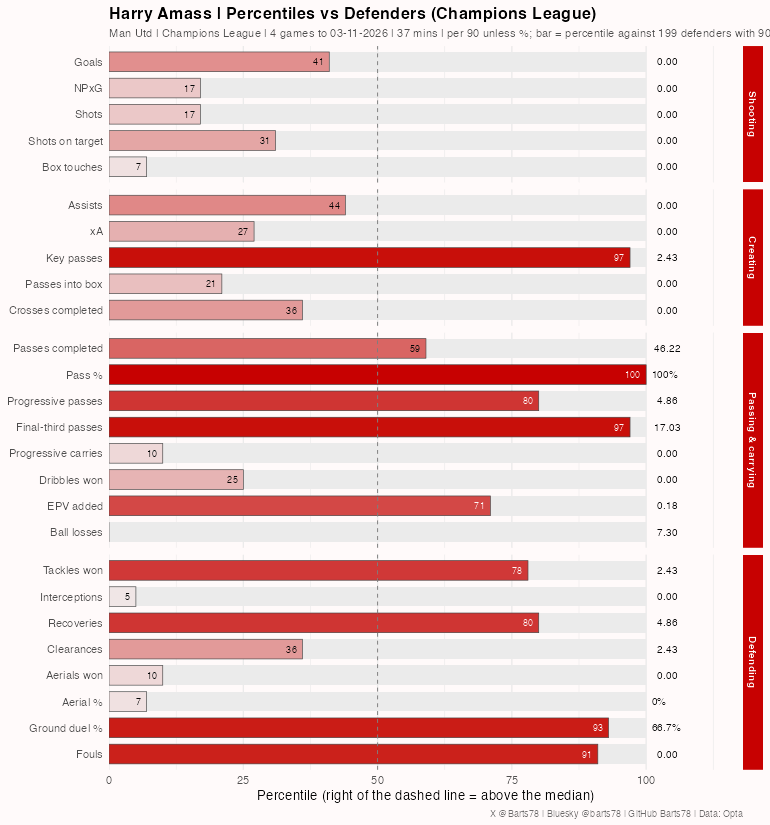 Harry Amass | Percentiles vs Defenders (Champions League)
Man Utd | Champions League | 4 games to 03-11-2026 | 37 mins | per 90 unless %; bar = percentile against 199 defenders with 90
Goals 41 0.00
NPxG 17 0.00
Shots 17 0.00
Shots on target 31 0.00
Box touches 7 0.00
Shooting
Assists 44 0.00
xA 27 0.00
Key passes 97 2.43
Passes into box 21 0.00
Crosses completed 36 0.00
Creating
Passes completed 59 46.22
Pass % 100 100%
Progressive passes 80 4.86
Final-third passes 97 17.03
Progressive carries 10 0.00
Dribbles won 25 0.00
EPV added 71 0.18
Ball losses 7.30
Passing & carrying
Tackles won 78 2.43
Interceptions 5 0.00
Recoveries 80 4.86
Clearances 36 2.43
Aerials won 10 0.00
Aerial % 7 0%
Ground duel % 93 66.7%
Fouls 91 0.00
Defending
0 25 50 75 100
Percentile (right of the dashed line = above the median)
X @Barts78 | Bluesky @barts78 | GitHub Barts78 | Data: Opta